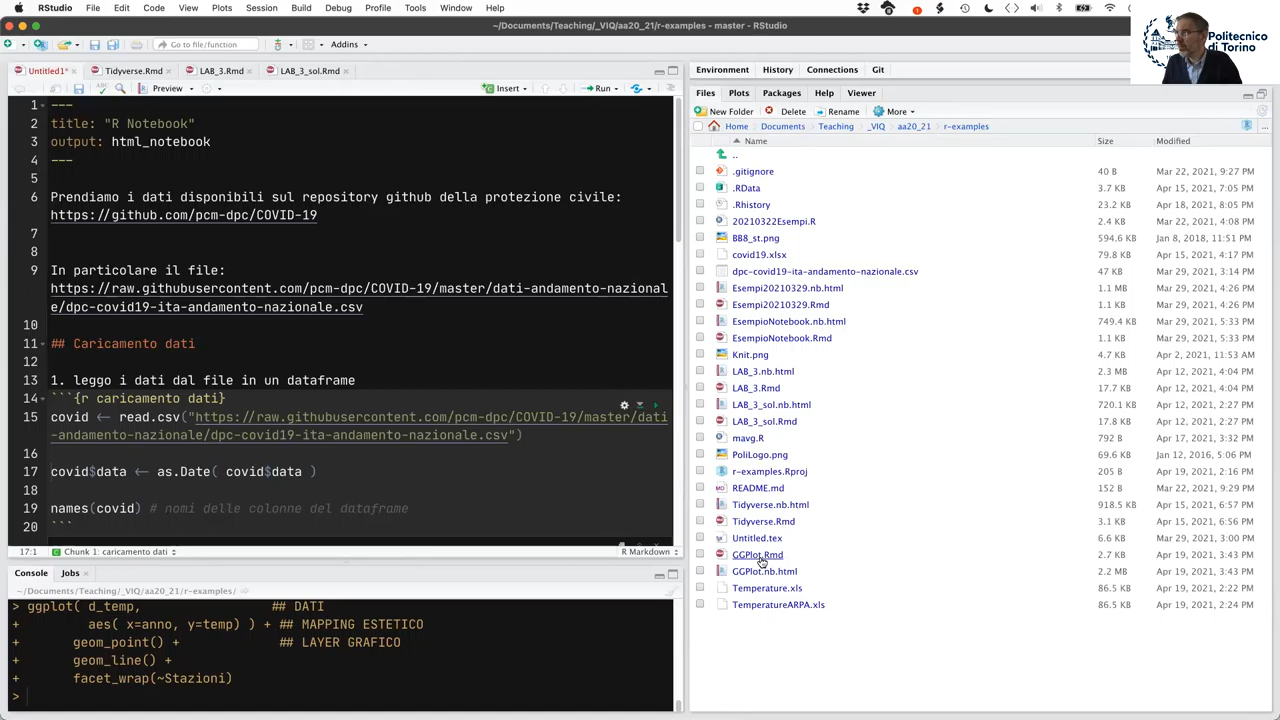 RStudio File Edit Code View Plots Session Build Debug Profile Tools Window Help
~/Documents/Teaching/_VIQ/aa20_21/r-examples - master - RStudio
Go to file/function Addins
Politecnico
di Torino
Untitled1* Tidyverse.Rmd LAB_3.Rmd LAB_3_sol.Rmd
Preview Insert Run
1 ---
2 title: "R Notebook"
3 output: html_notebook
4 ---
5
6 Prendiamo i dati disponibili sul repository github della protezione civile:
https://github.com/pcm-dpc/COVID-19
7
8
9 In particolare il file:
https://raw.githubusercontent.com/pcm-dpc/COVID-19/master/dati-andamento-nazional
e/dpc-covid19-ita-andamento-nazionale.csv
10
11 ## Caricamento dati
12
13 1. leggo i dati dal file in un dataframe
14 ```{r caricamento dati}
15 covid <- read.csv("https://raw.githubusercontent.com/pcm-dpc/COVID-19/master/dati
-andamento-nazionale/dpc-covid19-ita-andamento-nazionale.csv")
16
17 covid$data <- as.Date( covid$data )
18
19 names(covid) # nomi delle colonne del dataframe
20 ```
17:1 Chunk 1: caricamento dati R Markdown
Console Jobs
~/Documents/Teaching/_VIQ/aa20_21/r-examples/
> ggplot( d_temp, ## DATI
+ aes( x=anno, y=temp) ) + ## MAPPING ESTETICO
+ geom_point() + ## LAYER GRAFICO
+ geom_line() +
+ facet_wrap(~Stazioni)
>
Environment History Connections Git
Files Plots Packages Help Viewer
New Folder Delete Rename More
Home Documents Teaching _VIQ aa20_21 r-examples ...
Name Size Modified
..
.gitignore 40 B Mar 22, 2021, 9:27 PM
.RData 3.7 KB Apr 15, 2021, 7:05 PM
.Rhistory 23.2 KB Apr 18, 2021, 8:05 PM
20210322Esempi.R 2.4 KB Mar 22, 2021, 4:08 PM
BB8_st.png 594.6 KB Jan 8, 2018, 11:51 PM
covid19.xlsx 79.8 KB Apr 15, 2021, 4:17 PM
dpc-covid19-ita-andamento-nazionale.csv 47 KB Mar 29, 2021, 3:14 PM
Esempi20210329.nb.html 1.1 MB Mar 29, 2021, 4:26 PM
Esempi20210329.Rmd 1.1 KB Mar 29, 2021, 4:26 PM
EsempioNotebook.nb.html 749.4 KB Mar 29, 2021, 5:33 PM
EsempioNotebook.Rmd 1.1 KB Mar 29, 2021, 5:33 PM
Knit.png 4.7 KB Apr 2, 2021, 11:53 AM
LAB_3.nb.html 2.3 MB Apr 12, 2021, 4:04 PM
LAB_3.Rmd 17.7 KB Apr 12, 2021, 4:04 PM
LAB_3_sol.nb.html 720.1 KB Apr 12, 2021, 5:34 PM
LAB_3_sol.Rmd 17.8 KB Apr 12, 2021, 5:34 PM
mavg.R 792 B Apr 17, 2021, 3:32 PM
PoliLogo.png 69.6 KB Jan 12, 2016, 5:06 PM
r-examples.Rproj 205 B Apr 19, 2021, 2:16 PM
README.md 152 B Mar 22, 2021, 9:29 PM
Tidyverse.nb.html 918.5 KB Apr 15, 2021, 6:57 PM
Tidyverse.Rmd 3.1 KB Apr 15, 2021, 6:56 PM
Untitled.tex 6.6 KB Mar 29, 2021, 3:00 PM
GGPlot.Rmd 2.7 KB Apr 19, 2021, 3:43 PM
GGPlot.nb.html 2.2 MB Apr 19, 2021, 3:43 PM
Temperature.xls 86.5 KB Apr 19, 2021, 2:22 PM
TemperatureARPA.xls 86.5 KB Apr 19, 2021, 2:24 PM